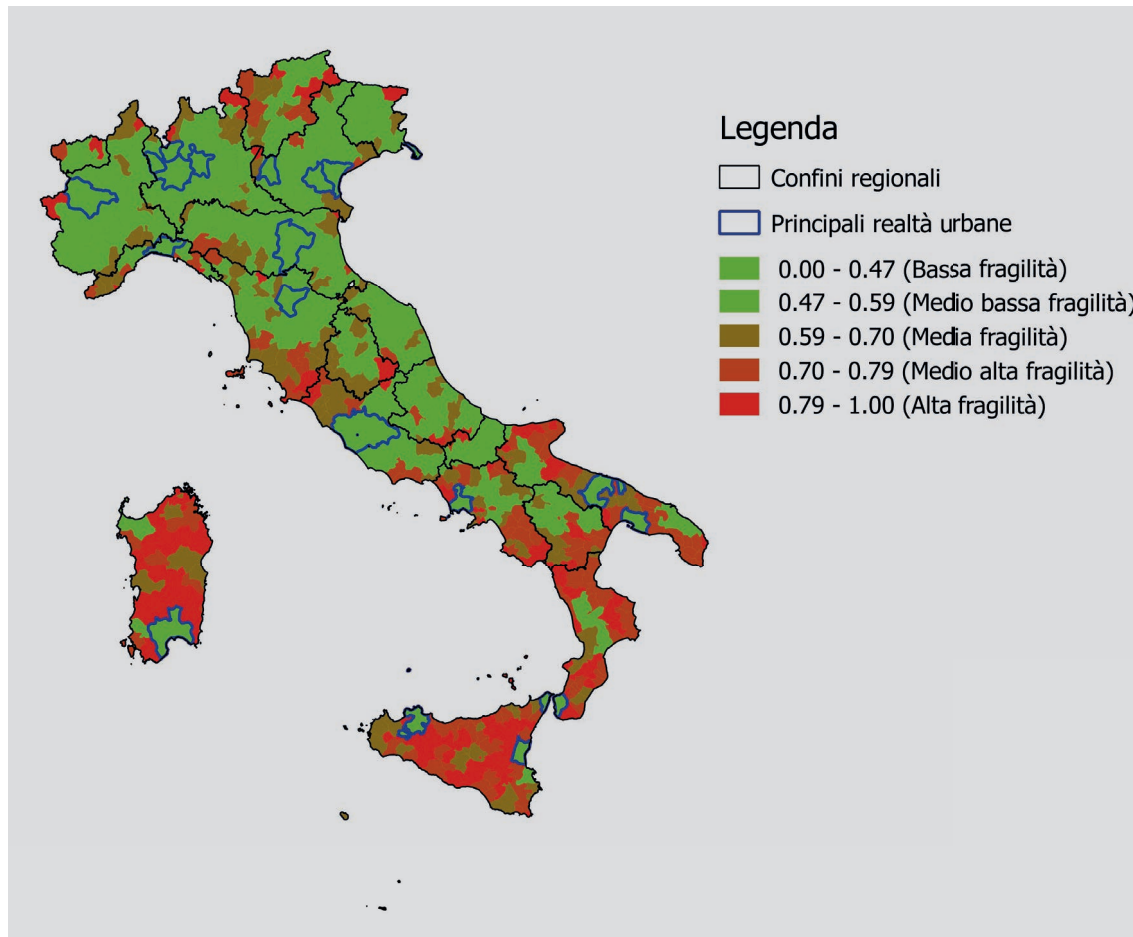 Legenda
Confini regionali
Principali realtà urbane
0.00 - 0.47 (Bassa fragilità)
0.47 - 0.59 (Medio bassa fragilità)
0.59 - 0.70 (Media fragilità)
0.70 - 0.79 (Medio alta fragilità)
0.79 - 1.00 (Alta fragilità)